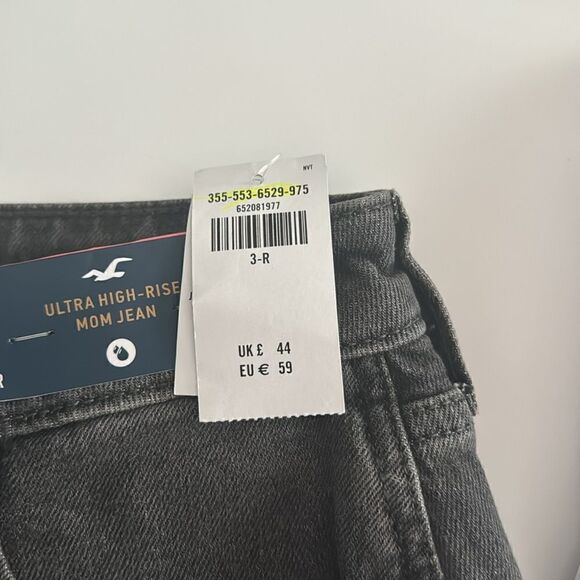 NVT
355-553-6529-975
652081977
3-R
UK £ 44
EU € 59
ULTRA HIGH-RISE
MOM JEAN
R